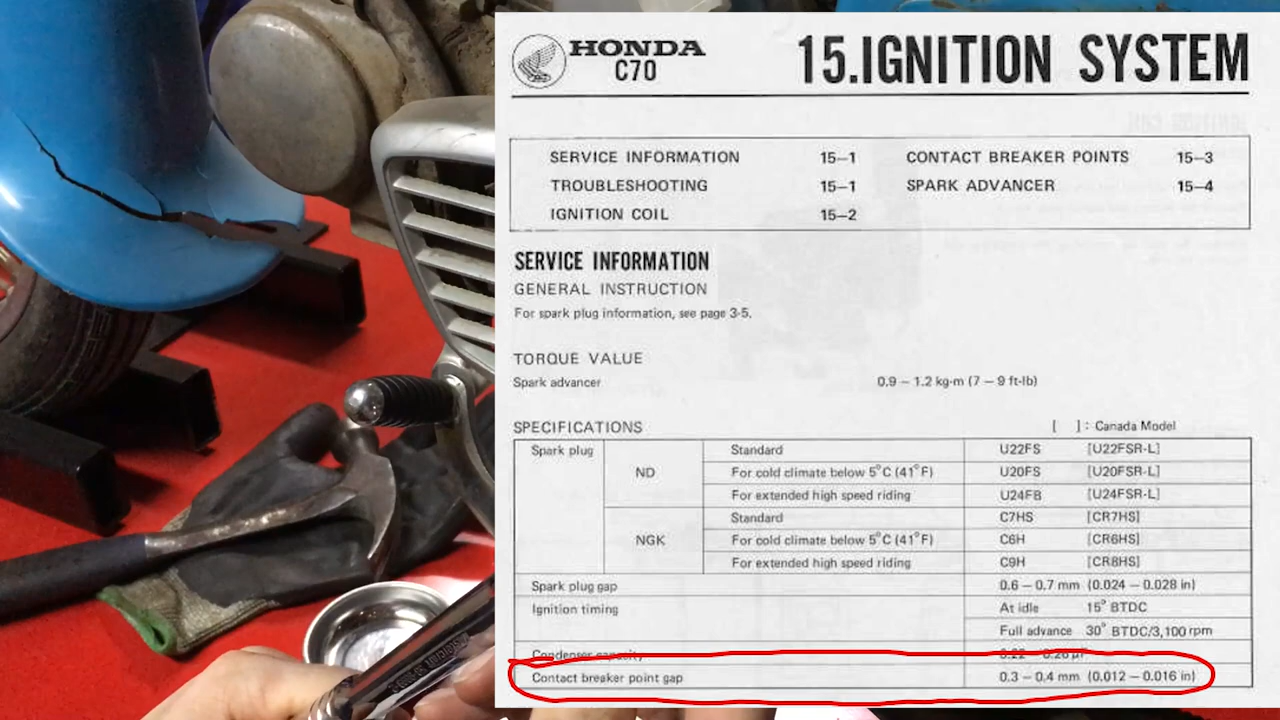 HONDA
C70
15.IGNITION SYSTEM
SERVICE INFORMATION 15–1 CONTACT BREAKER POINTS 15–3
TROUBLESHOOTING 15–1 SPARK ADVANCER 15–4
IGNITION COIL 15–2
SERVICE INFORMATION
GENERAL INSTRUCTION
For spark plug information, see page 3-5.
TORQUE VALUE
Spark advancer 0.9 – 1.2 kg-m (7 – 9 ft-lb)
SPECIFICATIONS [ ] : Canada Model
Spark plug ND Standard U22FS [U22FSR-L]
For cold climate below 5°C (41°F) U20FS [U20FSR-L]
For extended high speed riding U24FB [U24FSR-L]
NGK Standard C7HS [CR7HS]
For cold climate below 5°C (41°F) C6H [CR6HS]
For extended high speed riding C9H [CR8HS]
Spark plug gap 0.6 – 0.7 mm (0.024 – 0.028 in)
Ignition timing At idle 15° BTDC
Full advance 30° BTDC/3,100 rpm
Condenser capacity 0.22 – 0.26 µF
Contact breaker point gap 0.3 – 0.4 mm (0.012 – 0.016 in)